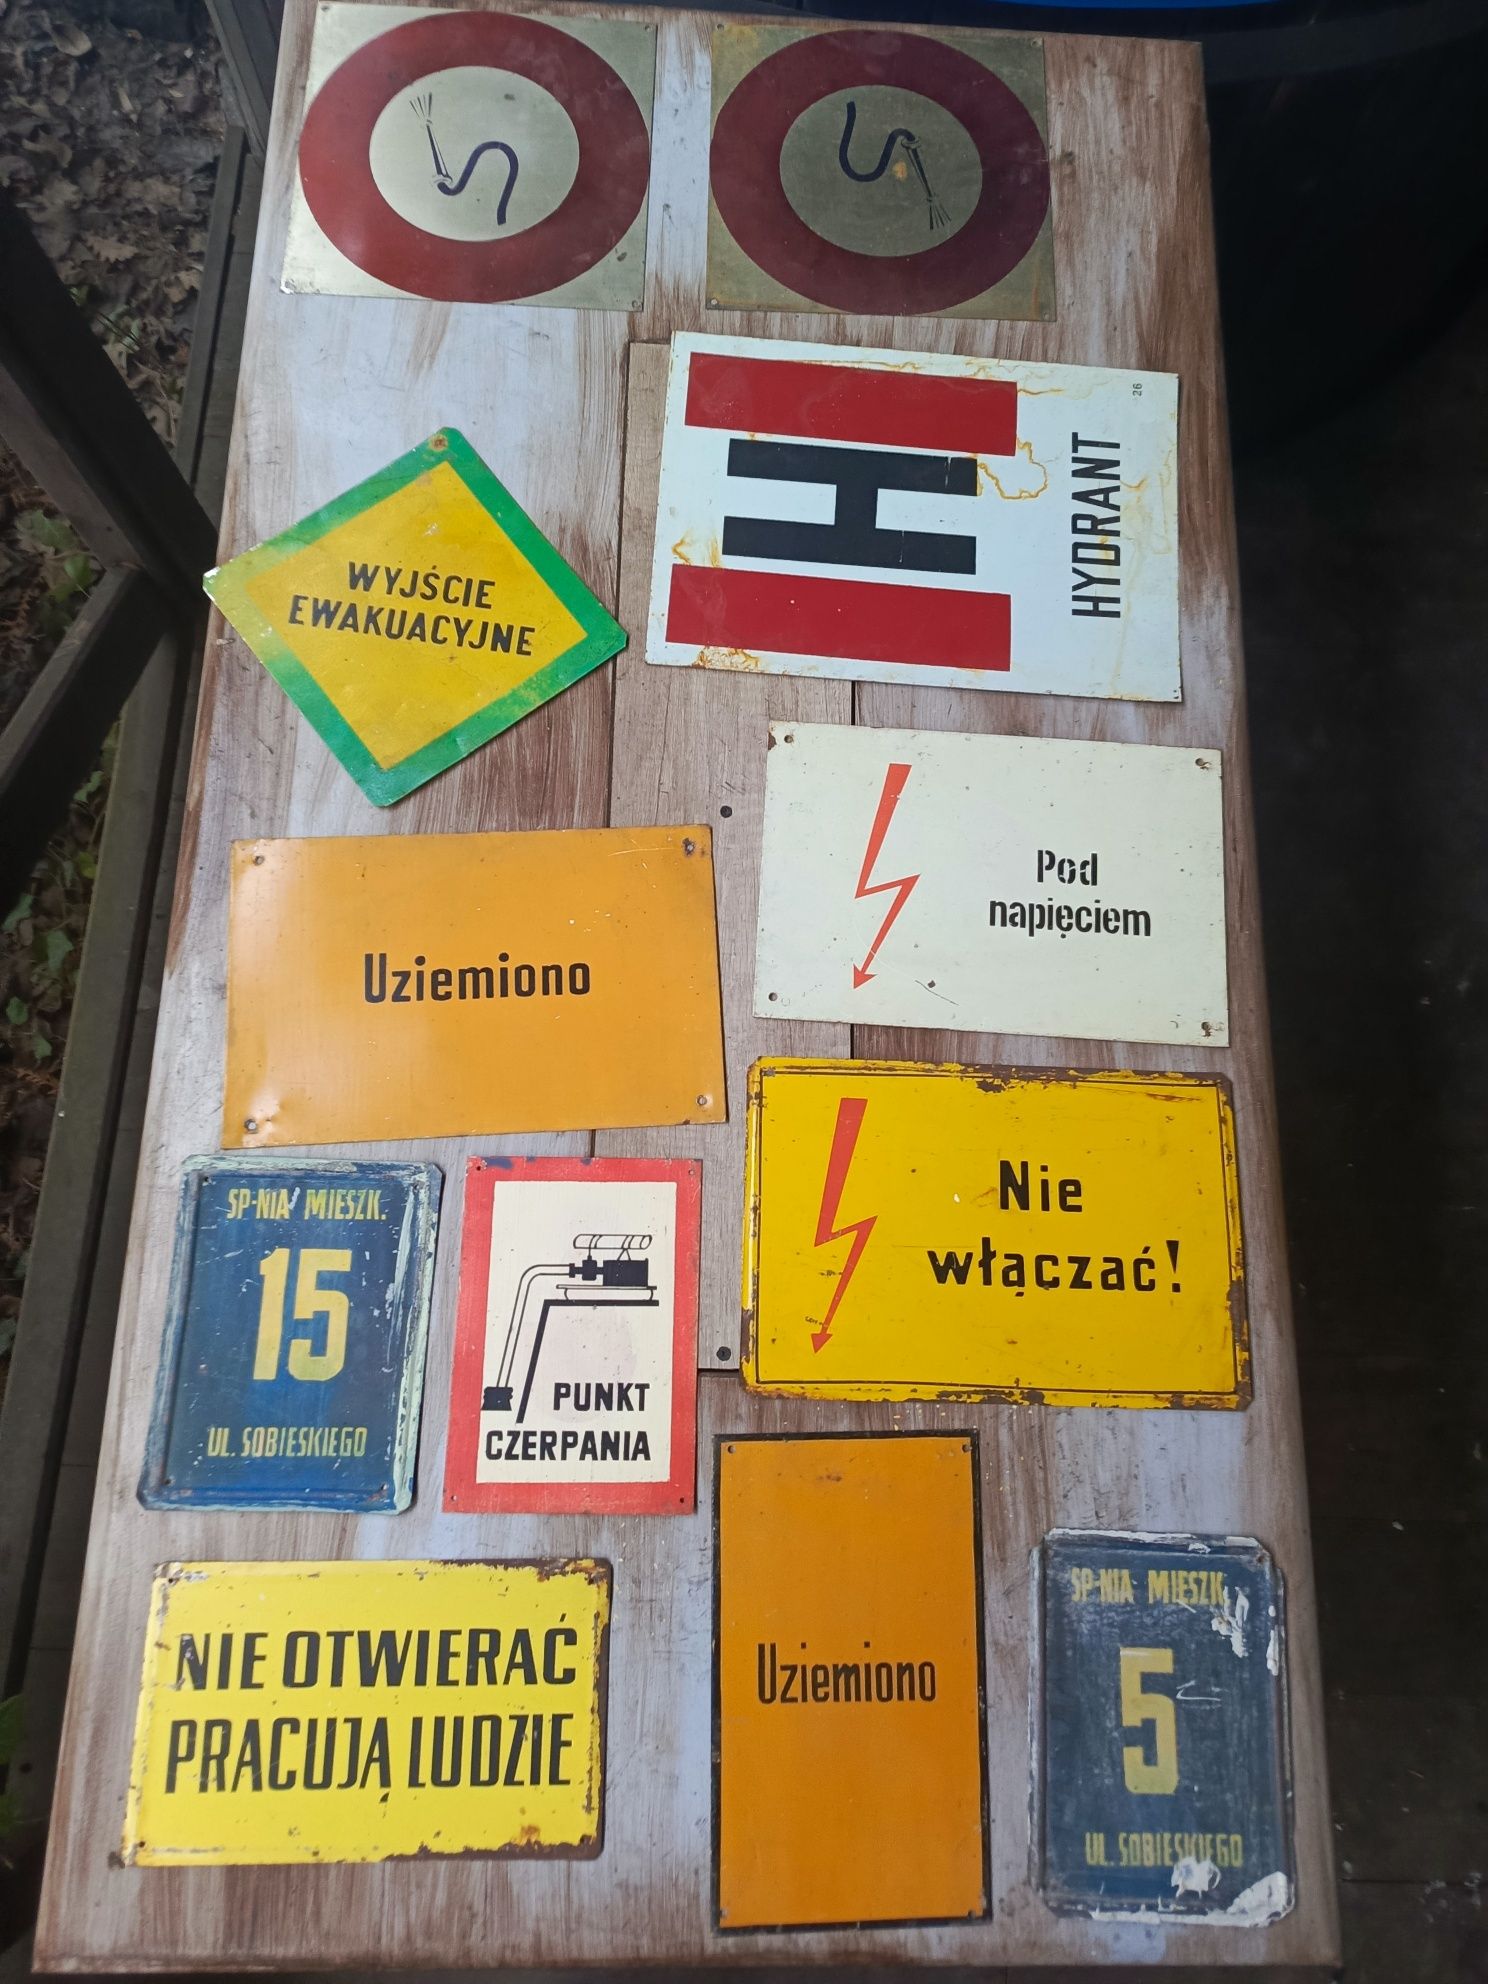 26
HYDRANT
H
WYJŚCIE
EWAKUACYJNE
Pod
napięciem
Uziemiono
Nie
włączać!
SP-NIA MIESZK.
15
UL. SOBIESKIEGO
PUNKT
CZERPANIA
Uziemiono
SP-NIA MIESZK.
5
UL. SOBIESKIEGO
NIE OTWIERAĆ
PRACUJĄ LUDZIE